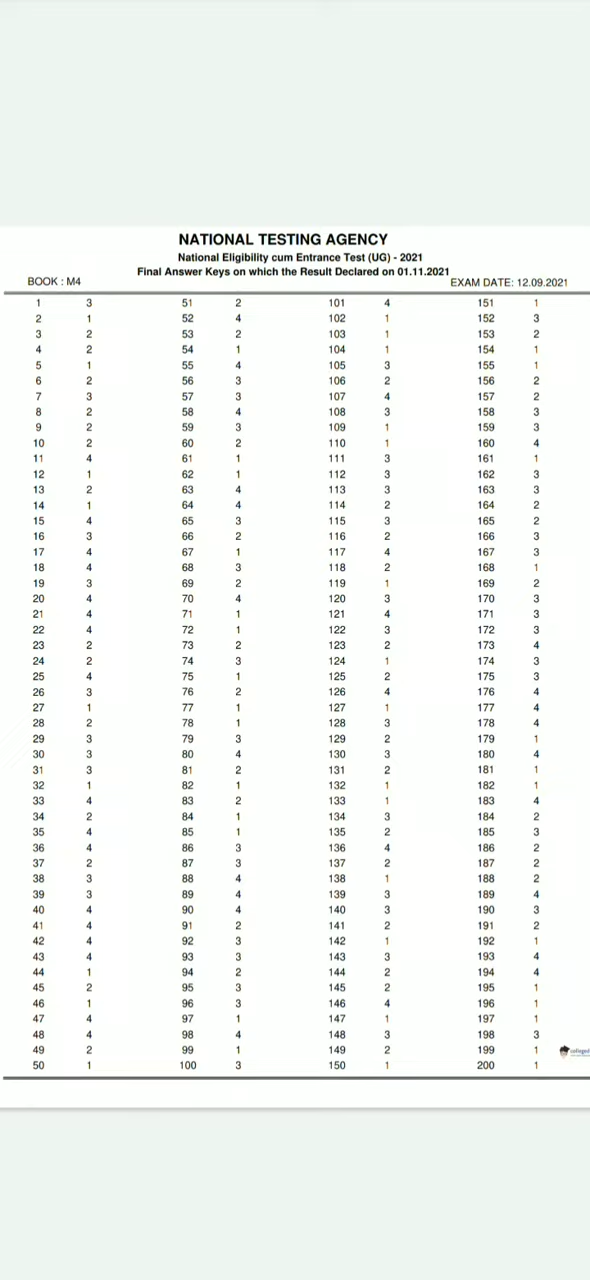 NATIONAL TESTING AGENCY
National Eligibility cum Entrance Test (UG) - 2021
Final Answer Keys on which the Result Declared on 01.11.2021
BOOK : M4 EXAM DATE: 12.09.2021
1 3 51 2 101 4 151 1
2 1 52 4 102 1 152 3
3 2 53 2 103 1 153 2
4 2 54 1 104 1 154 1
5 1 55 4 105 3 155 1
6 2 56 3 106 2 156 2
7 3 57 3 107 4 157 2
8 2 58 4 108 3 158 3
9 2 59 3 109 1 159 3
10 2 60 2 110 1 160 4
11 4 61 1 111 3 161 1
12 1 62 1 112 3 162 3
13 2 63 4 113 3 163 3
14 1 64 4 114 2 164 2
15 4 65 3 115 3 165 2
16 3 66 2 116 2 166 3
17 4 67 1 117 4 167 3
18 4 68 3 118 2 168 1
19 3 69 2 119 1 169 2
20 4 70 4 120 3 170 3
21 4 71 1 121 4 171 3
22 4 72 1 122 3 172 3
23 2 73 2 123 2 173 4
24 2 74 3 124 1 174 3
25 4 75 1 125 2 175 3
26 3 76 2 126 4 176 4
27 1 77 1 127 1 177 4
28 2 78 1 128 3 178 4
29 3 79 3 129 2 179 1
30 3 80 4 130 3 180 4
31 3 81 2 131 2 181 1
32 1 82 1 132 1 182 1
33 4 83 2 133 1 183 4
34 2 84 1 134 3 184 2
35 4 85 1 135 2 185 3
36 4 86 3 136 4 186 2
37 2 87 3 137 2 187 2
38 3 88 4 138 1 188 2
39 3 89 4 139 3 189 4
40 4 90 4 140 3 190 3
41 4 91 2 141 2 191 2
42 4 92 3 142 1 192 1
43 4 93 3 143 3 193 4
44 1 94 2 144 2 194 4
45 2 95 3 145 2 195 1
46 1 96 3 146 4 196 1
47 4 97 1 147 1 197 1
48 4 98 4 148 3 198 3
49 2 99 1 149 2 199 1
50 1 100 3 150 1 200 1